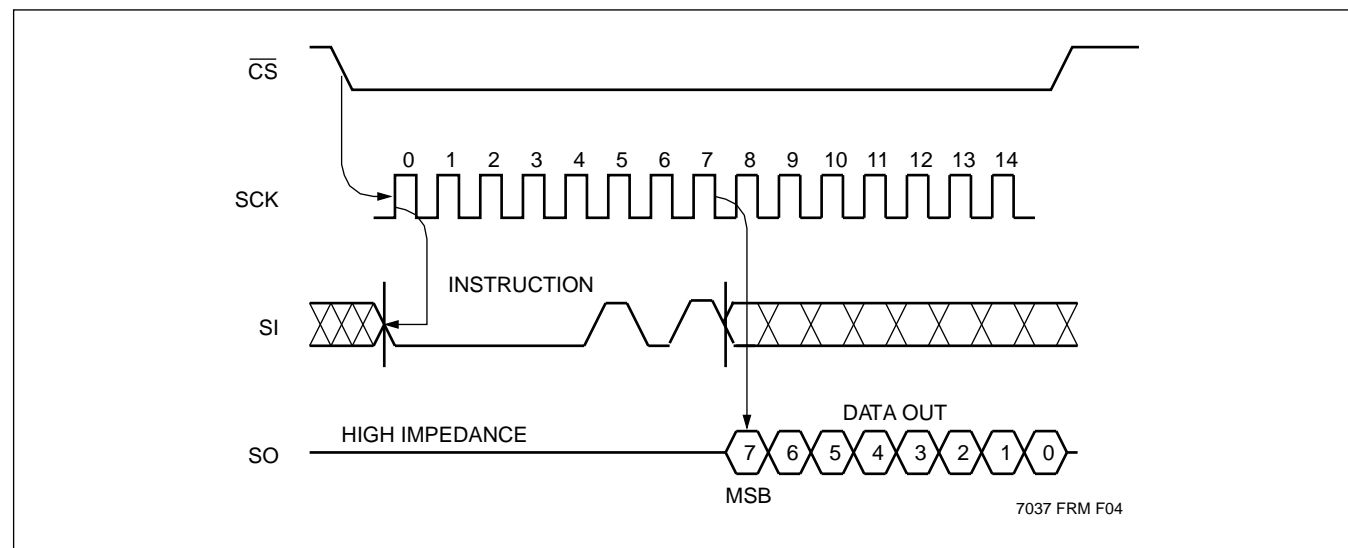 CS
0 1 2 3 4 5 6 7 8 9 10 11 12 13 14
SCK
INSTRUCTION
SI
DATA OUT
HIGH IMPEDANCE
SO
7 6 5 4 3 2 1 0
MSB
7037 FRM F04